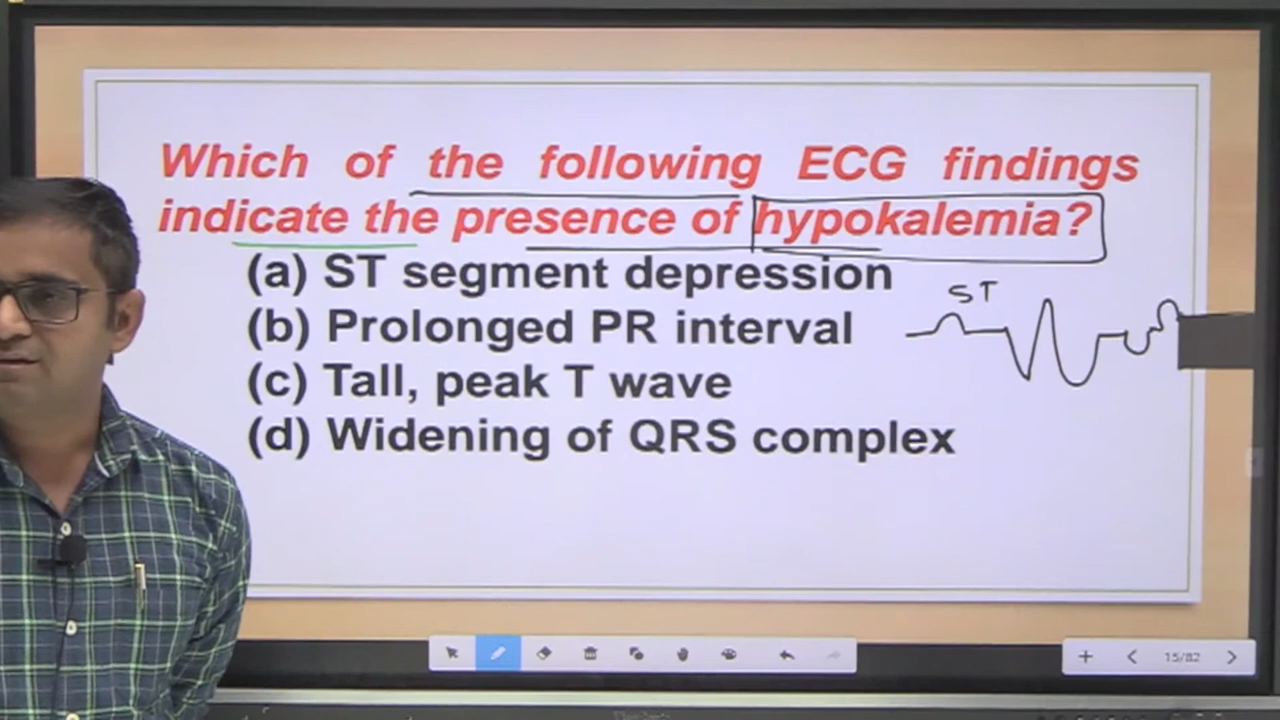 Which of the following ECG findings
indicate the presence of hypokalemia?
(a) ST segment depression
ST
(b) Prolonged PR interval
(c) Tall, peak T wave
(d) Widening of QRS complex
15/82